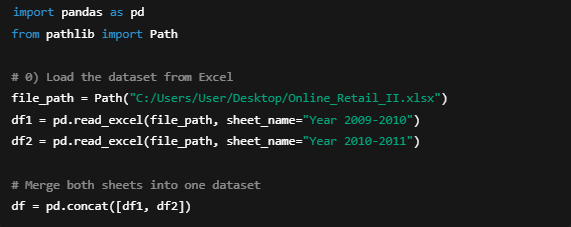 import pandas as pd
from pathlib import Path
# 0) Load the dataset from Excel
file_path = Path("C:/Users/User/Desktop/Online_Retail_II.xlsx")
df1 = pd.read_excel(file_path, sheet_name="Year 2009-2010")
df2 = pd.read_excel(file_path, sheet_name="Year 2010-2011")
# Merge both sheets into one dataset
df = pd.concat([df1, df2])